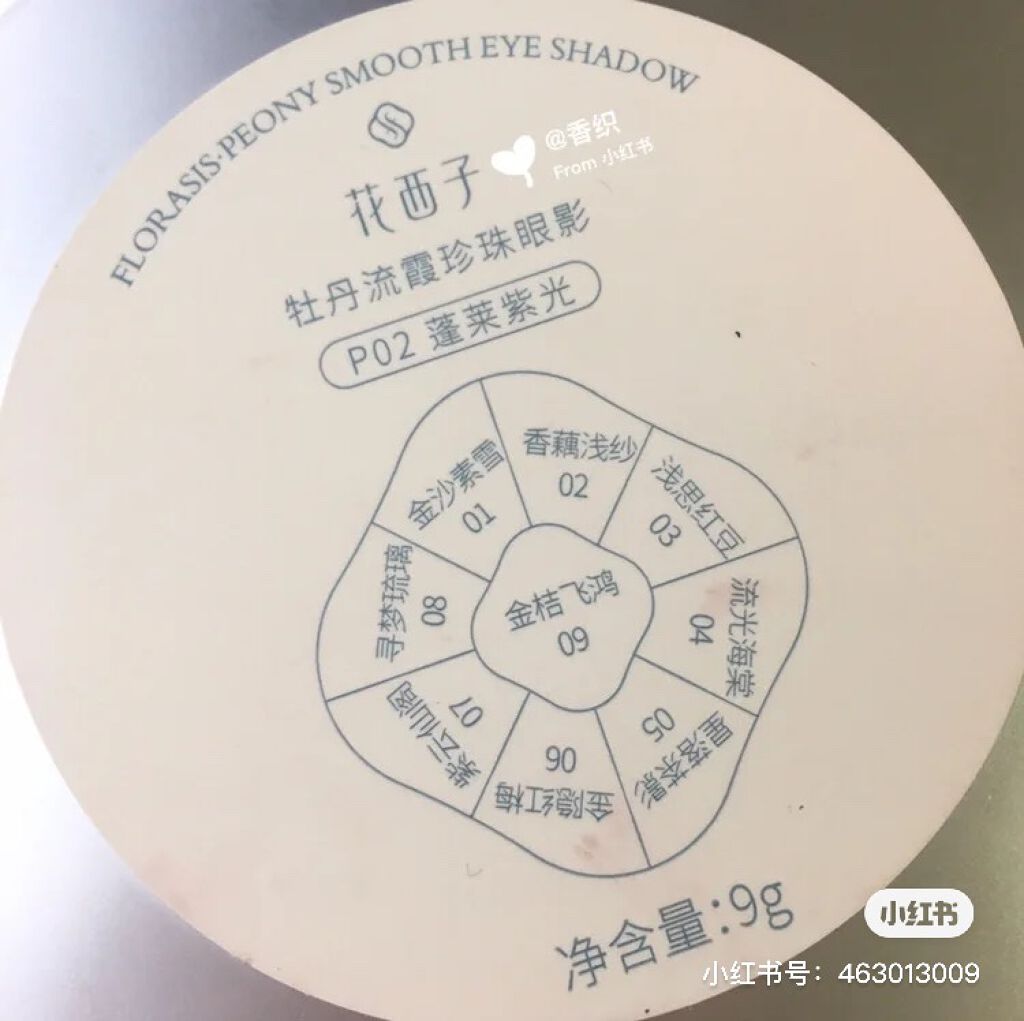 FLORASIS·PEONY SMOOTH EYE SHADOW
花西子
@香织
From 小红书
牡丹流霞珍珠眼影
P02 蓬莱紫光
金沙素雪
01
香藕浅纱
02
浅思红豆
03
流光海棠
04
星落茶影
05
金隐红梅
06
紫云仙阁
07
寻梦琉璃
08
金桔飞鸿
09
净含量:9g
小红书
小红书号：463013009